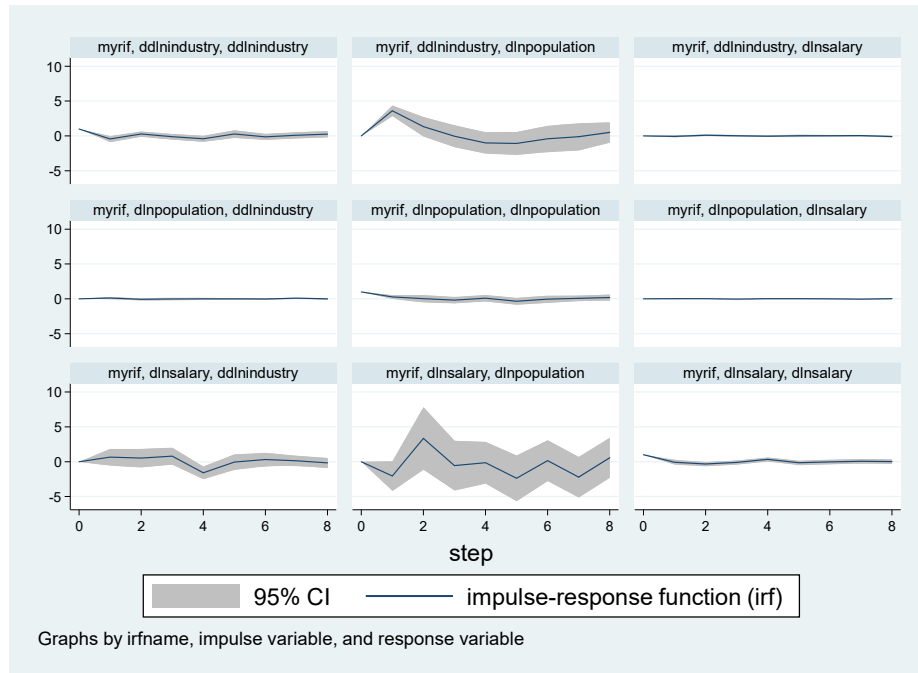 myrif, ddlnindustry, ddlnindustry
myrif, ddlnindustry, dlnpopulation
myrif, ddlnindustry, dlnsalary
10
5
0
-5
myrif, dlnpopulation, ddlnindustry
myrif, dlnpopulation, dlnpopulation
myrif, dlnpopulation, dlnsalary
10
5
0
-5
myrif, dlnsalary, ddlnindustry
myrif, dlnsalary, dlnpopulation
myrif, dlnsalary, dlnsalary
10
5
0
-5
0 2 4 6 8
0 2 4 6 8
0 2 4 6 8
step
95% CI
impulse-response function (irf)
Graphs by irfname, impulse variable, and response variable